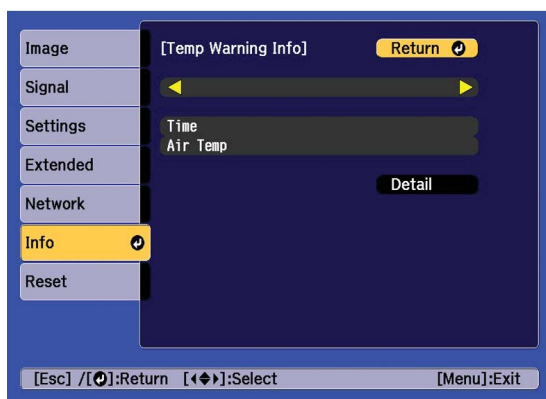 Image
Signal
Settings
Extended
Network
Info
Reset
[Temp Warning Info] Return
Time
Air Temp
Detail
[Esc] /[ ]:Return [ ]:Select [Menu]:Exit